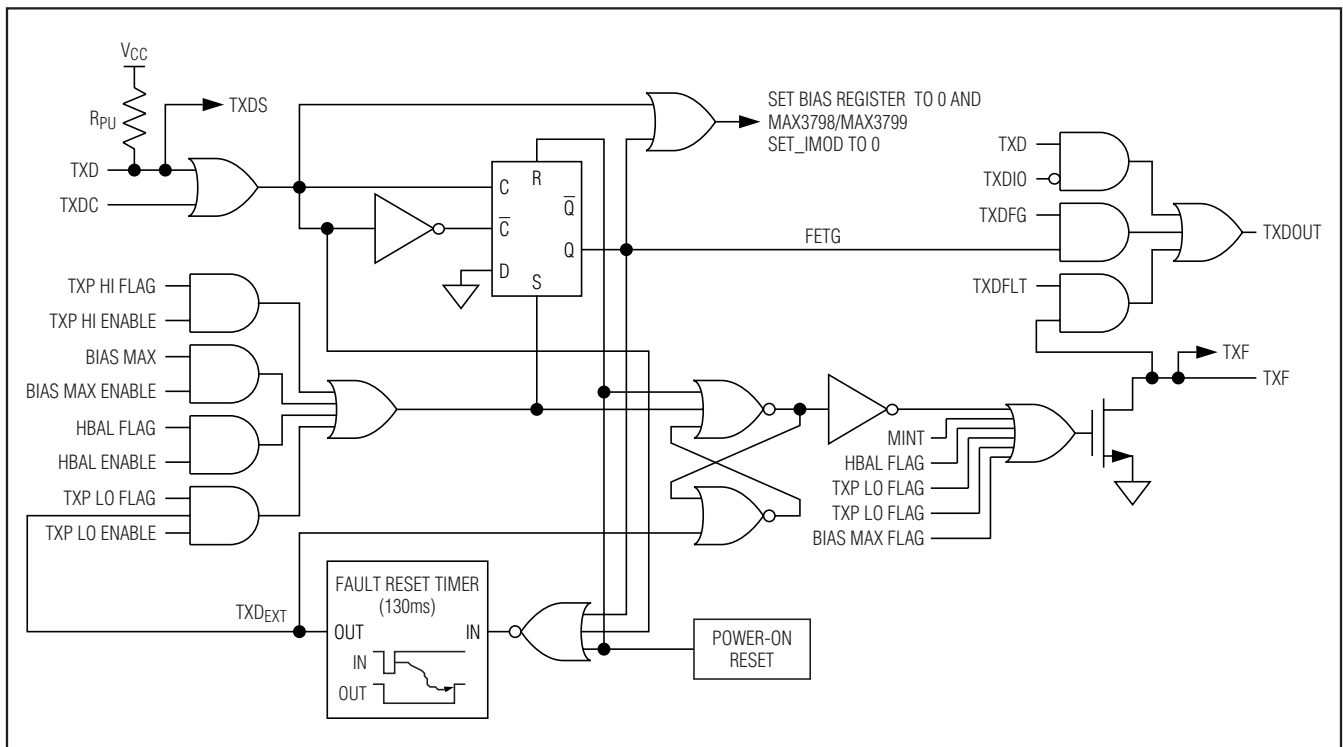 VCC
RPU
TXDS
TXD
TXDC
SET BIAS REGISTER TO 0 AND
MAX3798/MAX3799
SET_IMOD TO 0
R
C
Q̅
C̅
Q
D
S
FETG
TXD
TXDIO
TXDFG
TXDFLT
TXDOUT
TXP HI FLAG
TXP HI ENABLE
BIAS MAX
BIAS MAX ENABLE
HBAL FLAG
HBAL ENABLE
TXP LO FLAG
TXP LO ENABLE
TXF
TXF
MINT
HBAL FLAG
TXP LO FLAG
TXP LO FLAG
BIAS MAX FLAG
TXDEXT
FAULT RESET TIMER
(130ms)
OUT
IN
IN
OUT
POWER-ON
RESET